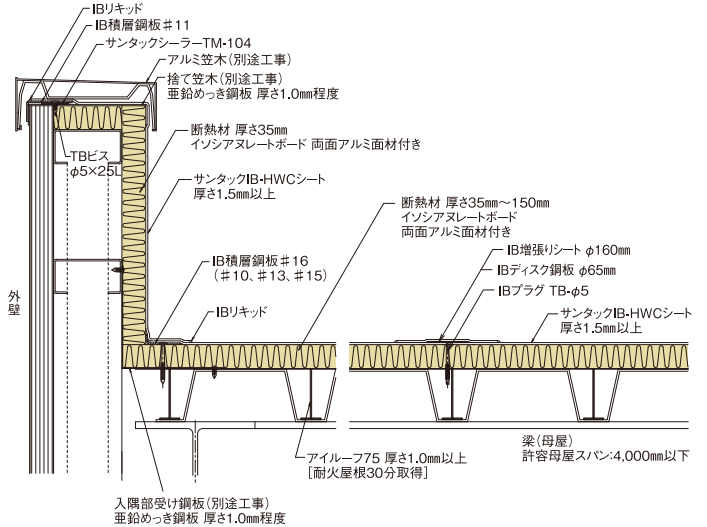 IBリキッド
IB積層鋼板＃11
サンタックシーラーTM-104
アルミ笠木（別途工事）
捨て笠木（別途工事）
亜鉛めっき鋼板 厚さ1.0㎜程度
断熱材 厚さ35㎜
イソシアヌレートボード 両面アルミ面材付き
TBビス
φ5×25L
サンタックIB-HWCシート
厚さ1.5㎜以上
断熱材 厚さ35㎜～150㎜
イソシアヌレートボード
両面アルミ面材付き
IB積層鋼板＃16
（＃10、＃13、＃15）
IB増張りシート φ160㎜
IBディスク鋼板 φ65㎜
IBプラグ TB-φ5
外壁
IBリキッド
サンタックIB-HWCシート
厚さ1.5㎜以上
アイルーフ75 厚さ1.0㎜以上
［耐火屋根30分取得］
梁（母屋）
許容母屋スパン：4,000㎜以下
入隅部受け鋼板（別途工事）
亜鉛めっき鋼板 厚さ1.0㎜程度